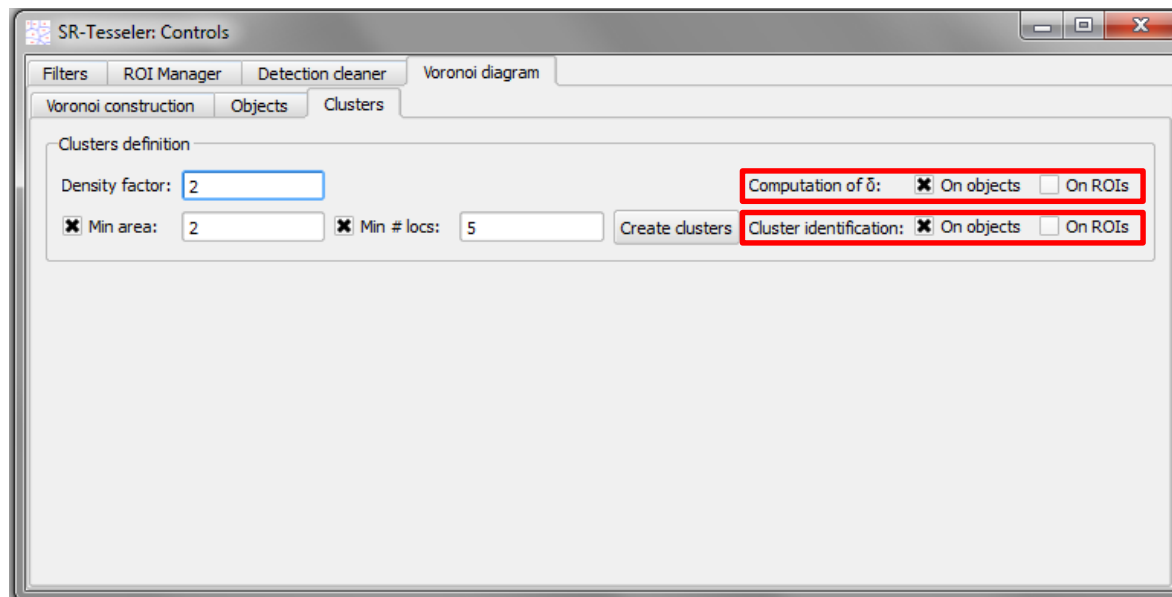 SR-Tesseler: Controls
Filters ROI Manager Detection cleaner Voronoi diagram
Voronoi construction Objects Clusters
Clusters definition
Density factor: 2 Computation of δ: On objects On ROIs
Min area: 2 Min # locs: 5 Create clusters Cluster identification: On objects On ROIs